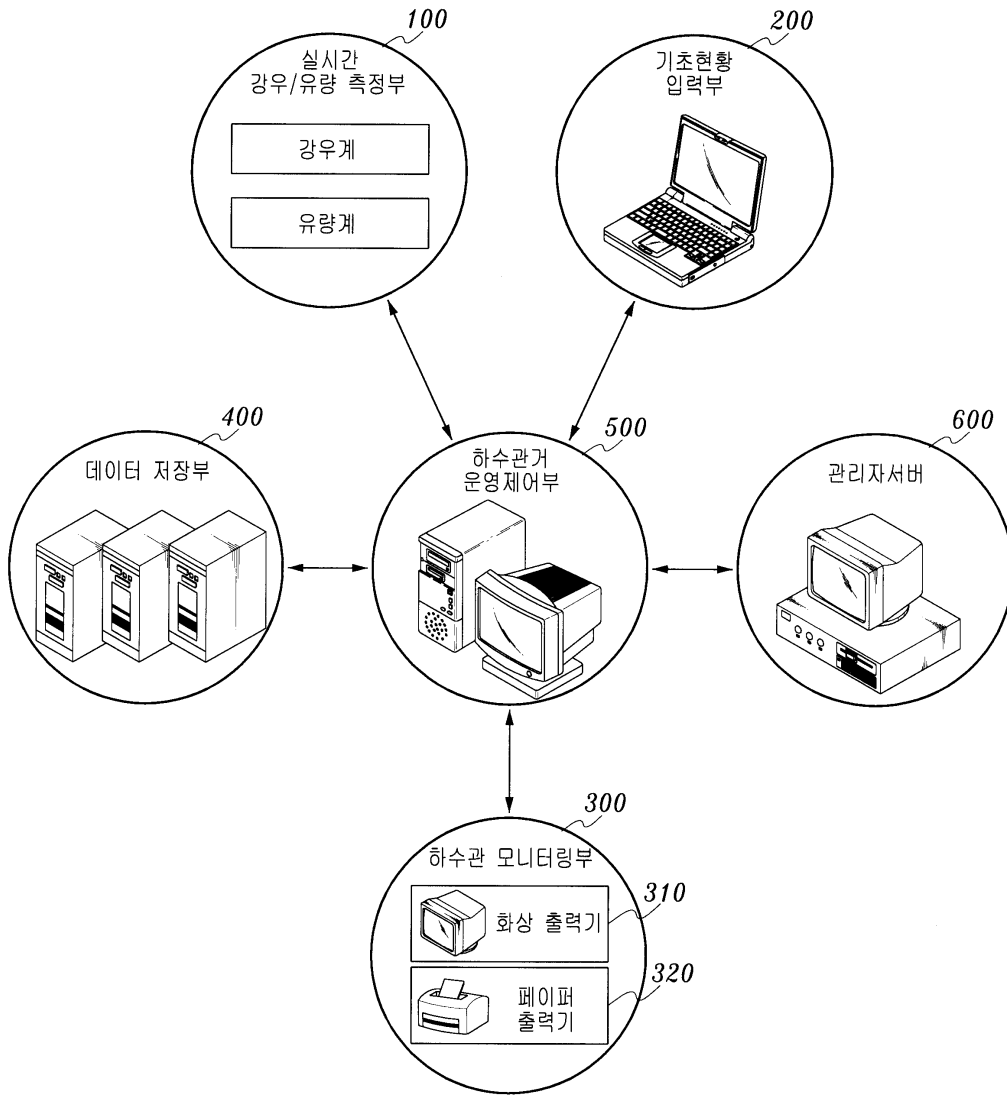 100
실시간
강우/유량 측정부
강우계
유량계
200
기초현황
입력부
400
데이터 저장부
500
하수관거
운영제어부
600
관리자서버
300
하수관 모니터링부
310
화상 출력기
320
페이퍼
출력기